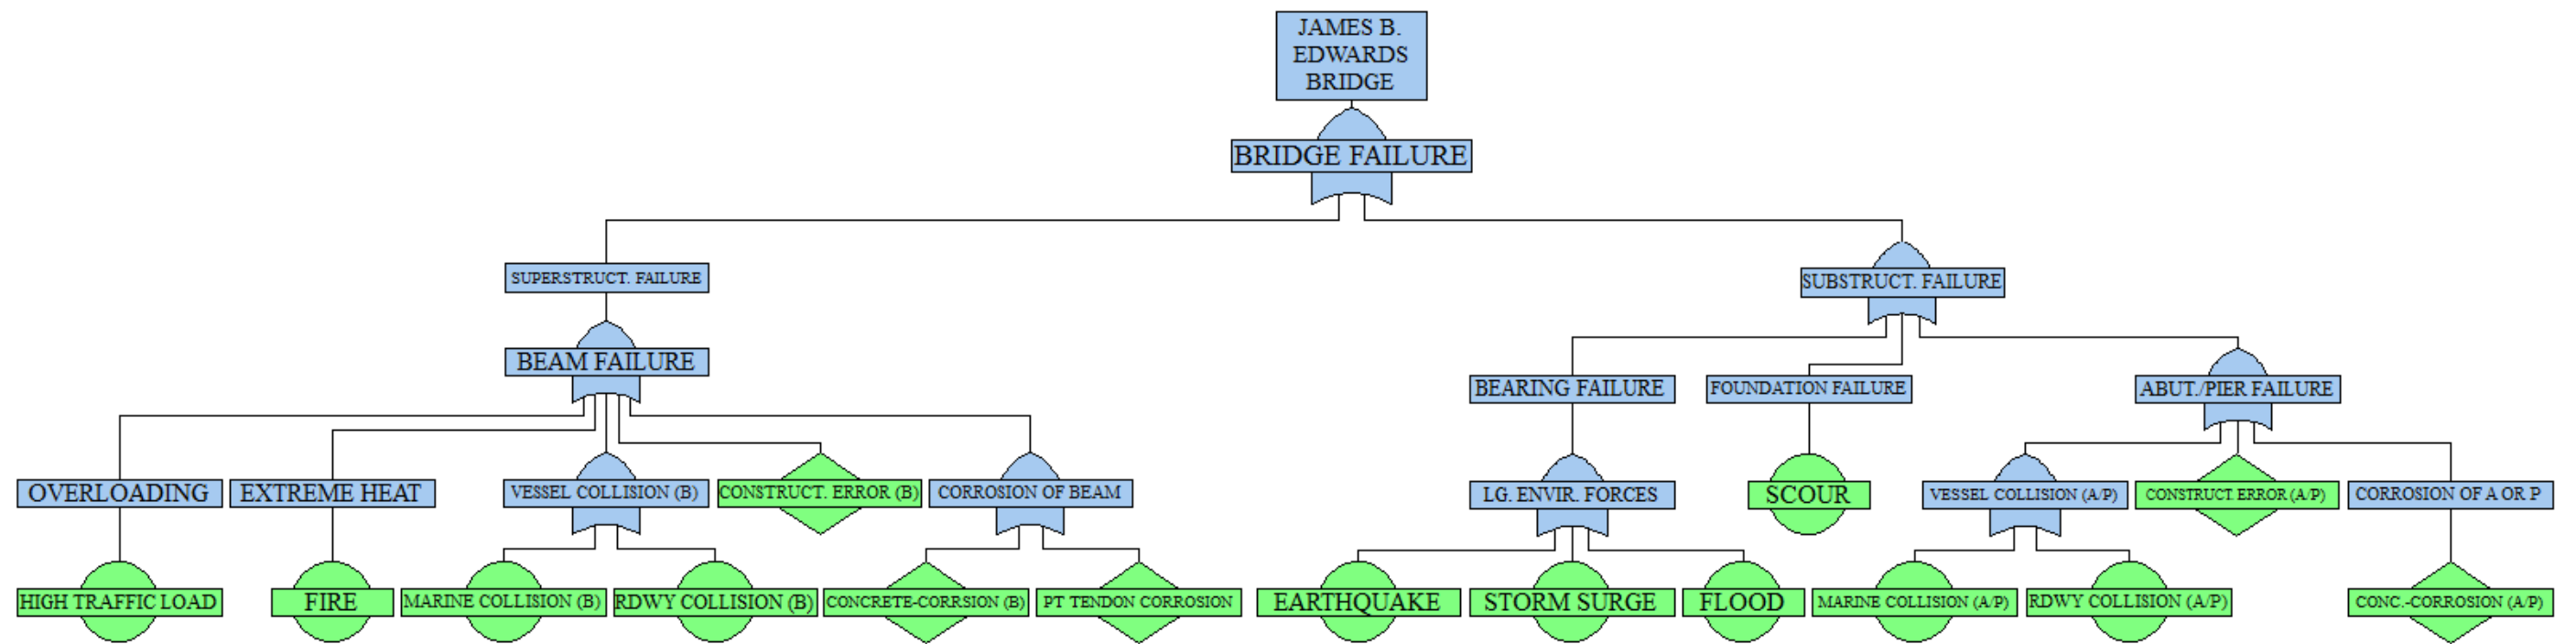 JAMES B.
EDWARDS
BRIDGE
BRIDGE FAILURE
SUPERSTRUCT. FAILURE
SUBSTRUCT. FAILURE
BEAM FAILURE
BEARING FAILURE
FOUNDATION FAILURE
ABUT./PIER FAILURE
OVERLOADING
EXTREME HEAT
VESSEL COLLISION (B)
CONSTRUCT. ERROR (B)
CORROSION OF BEAM
LG. ENVIR. FORCES
SCOUR
VESSEL COLLISION (A/P)
CONSTRUCT. ERROR (A/P)
CORROSION OF A OR P
HIGH TRAFFIC LOAD
FIRE
MARINE COLLISION (B)
RDWY COLLISION (B)
CONCRETE-CORRSION (B)
PT TENDON CORROSION
EARTHQUAKE
STORM SURGE
FLOOD
MARINE COLLISION (A/P)
RDWY COLLISION (A/P)
CONC.-CORROSION (A/P)